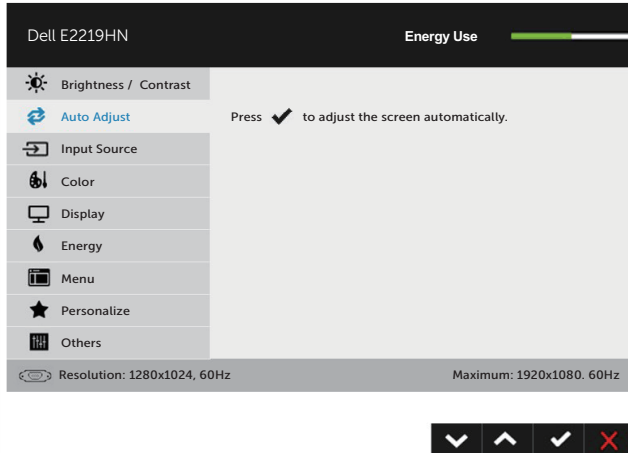 Dell E2219HN
Energy Use
Brightness / Contrast
Auto Adjust
Press ✔ to adjust the screen automatically.
Input Source
Color
Display
Energy
Menu
Personalize
Others
Resolution: 1280x1024, 60Hz
Maximum: 1920x1080. 60Hz